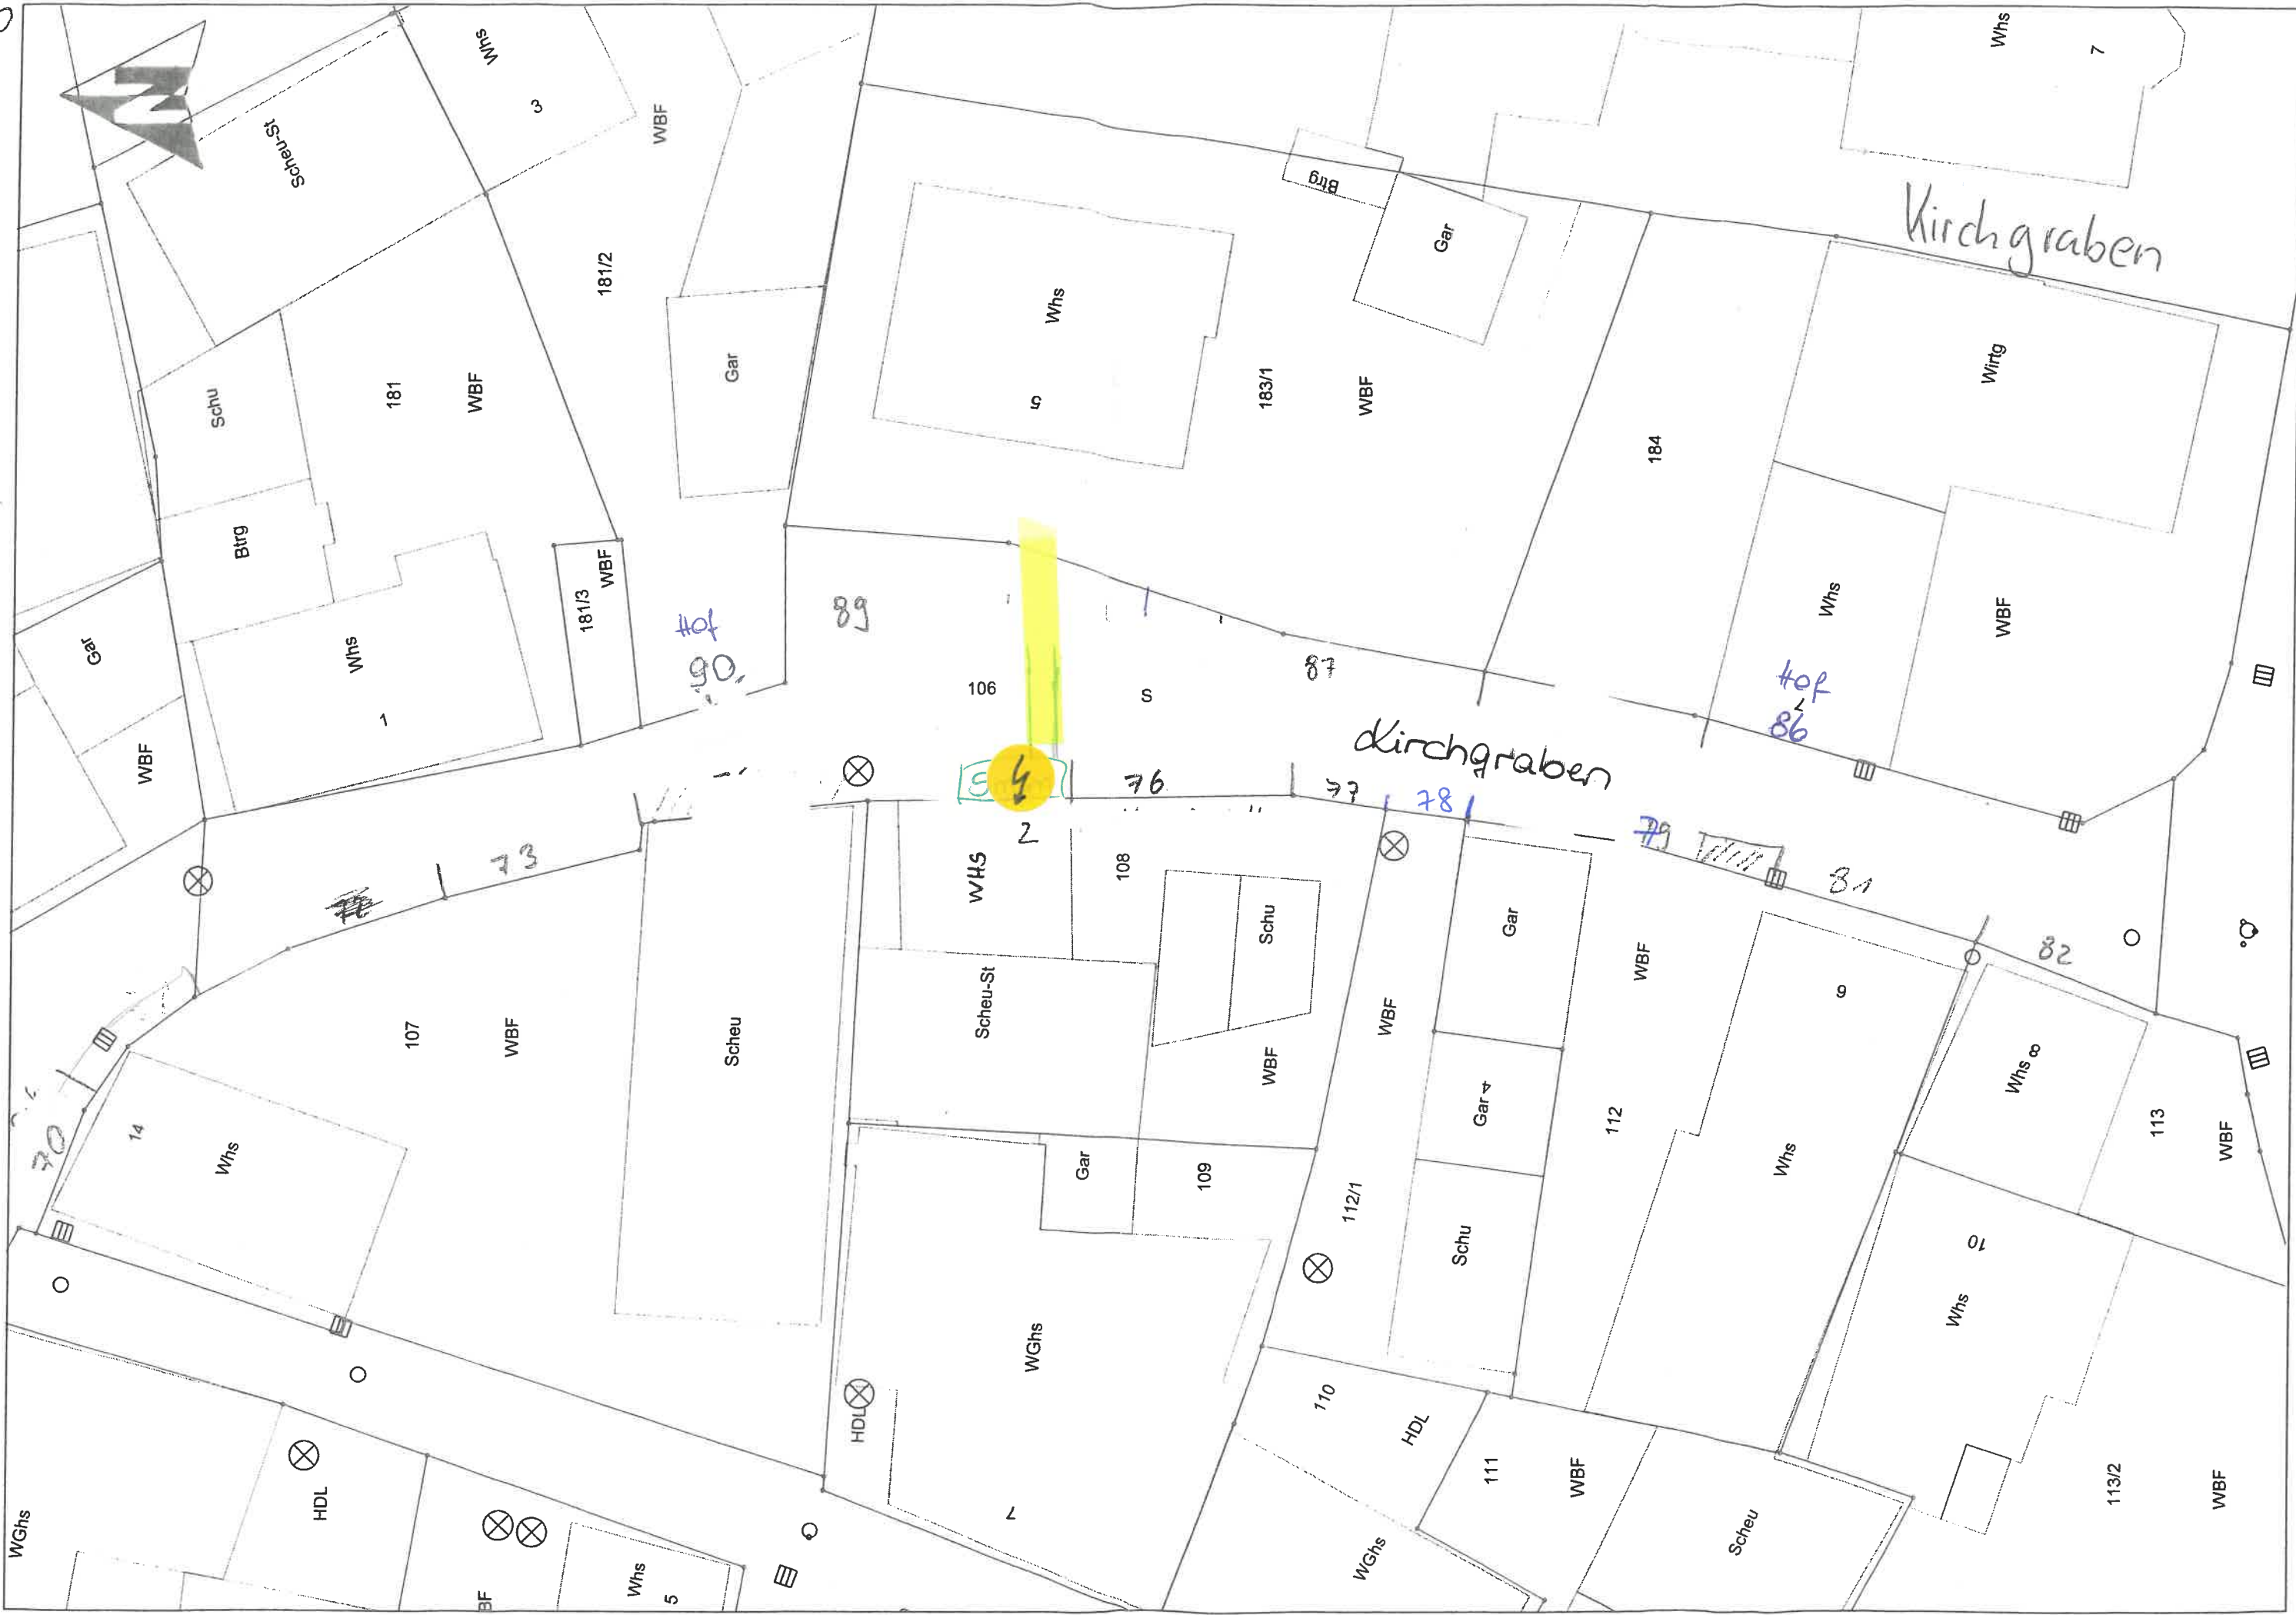 N
Whs
3
WBF
Scheu-St
Whs
7
Btrg
Gar
Kirchgraben
181/2
Whs
5
Gar
183/1
WBF
Wirtg
184
Schu
181
WBF
Btrg
WBF
181/3
Hof
90
89
Whs
WBF
Gar
Whs
1
WBF
87
106
S
Hof
7
86
Kirchgraben
76
77
78
79
2
73
WHS
108
Schu
Gar
WBF
81
82
9
107
WBF
Scheu
Scheu-St
WBF
WBF
Gar 4
112
Whs 8
113
WBF
70
14
Whs
Gar
109
112/1
Schu
Whs
10
Whs
WGhs
HDL
110
HDL
111
WBF
113/2
WBF
WGhs
HDL
7
BF
Whs
5
WGhs
Scheu